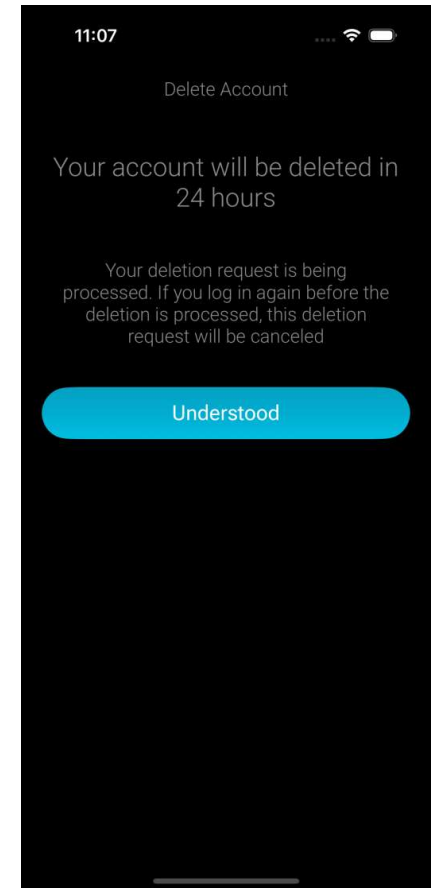 11:07
Delete Account
Your account will be deleted in
24 hours
Your deletion request is being
processed. If you log in again before the
deletion is processed, this deletion
request will be canceled
Understood